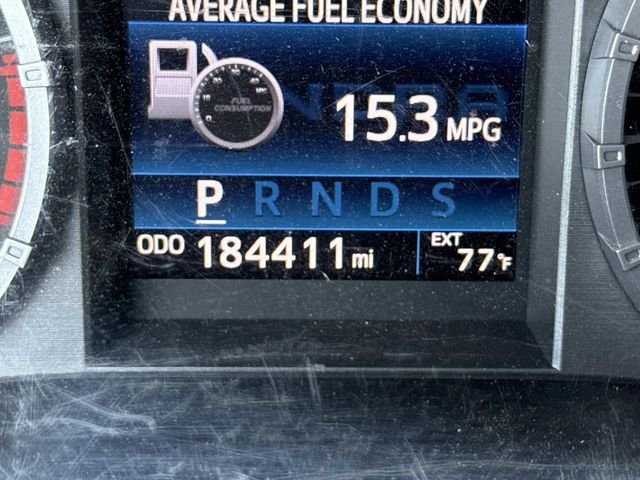 AVERAGE FUEL ECONOMY
FUEL
CONSUMPTION
15.3 MPG
P R N D S
ODO 184411 mi
EXT
77°F